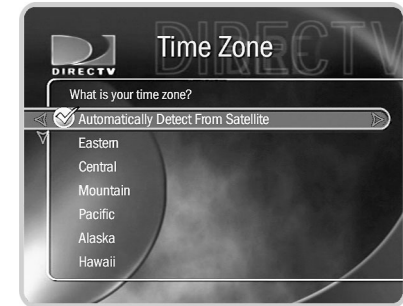 DIRECTV
Time Zone
DIRECTV
What is your time zone?
Automatically Detect From Satellite
Eastern
Central
Mountain
Pacific
Alaska
Hawaii